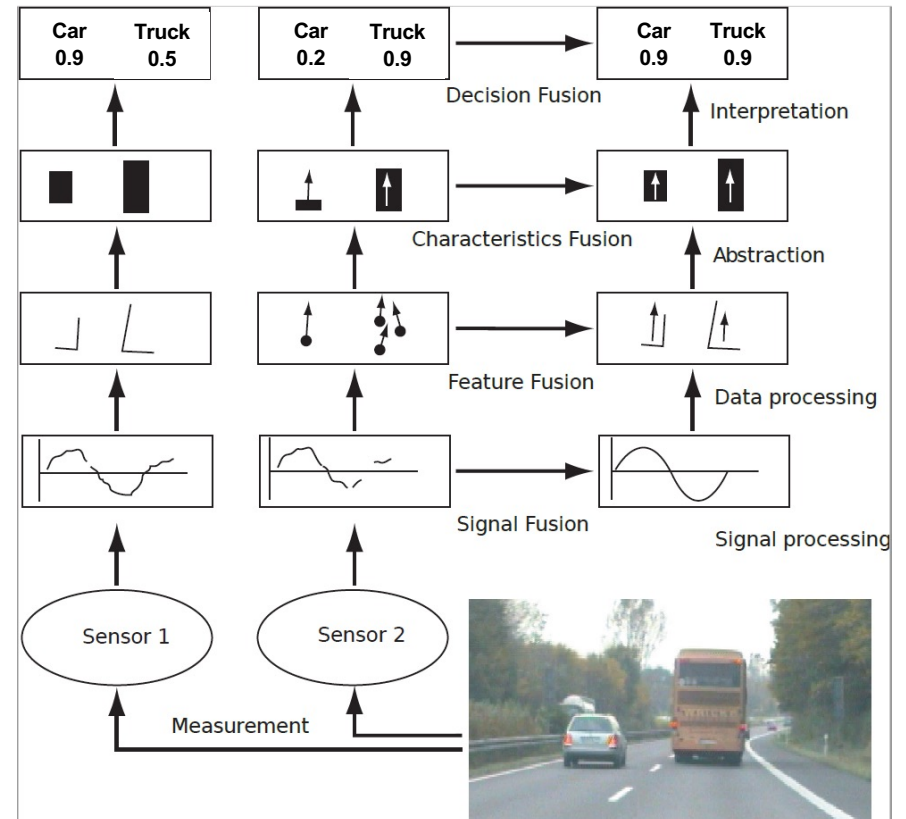 Car Truck
0.9 0.5
Car Truck
0.2 0.9
Car Truck
0.9 0.9
Decision Fusion
Interpretation
Characteristics Fusion
Abstraction
Feature Fusion
Data processing
Signal Fusion
Signal processing
Sensor 1
Sensor 2
Measurement